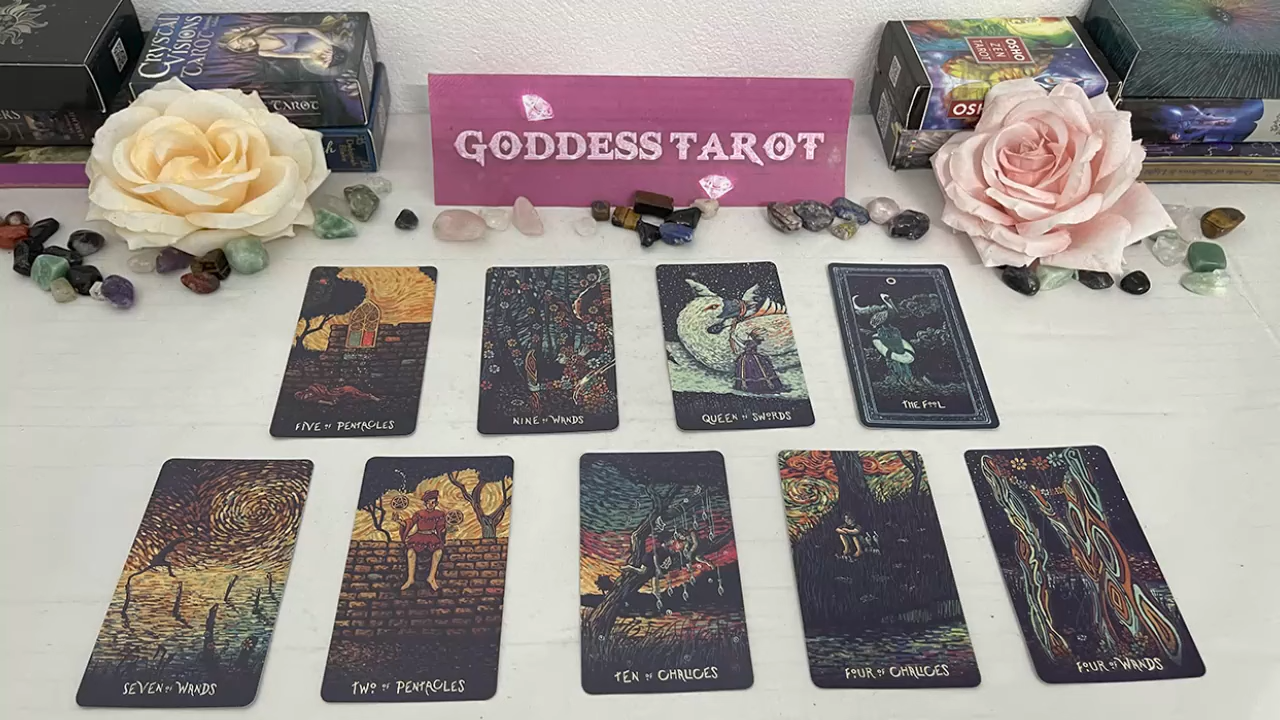 CRYSTAL
VISIONS
TAROT
TAROT
OSHO
ZEN
TAROT
GODDESS TAROT
FIVE OF PENTACLES
NINE OF WANDS
QUEEN OF SWORDS
THE FOOL
SEVEN OF WANDS
TWO OF PENTACLES
TEN OF CHALICES
FOUR OF CHALICES
FOUR OF WANDS